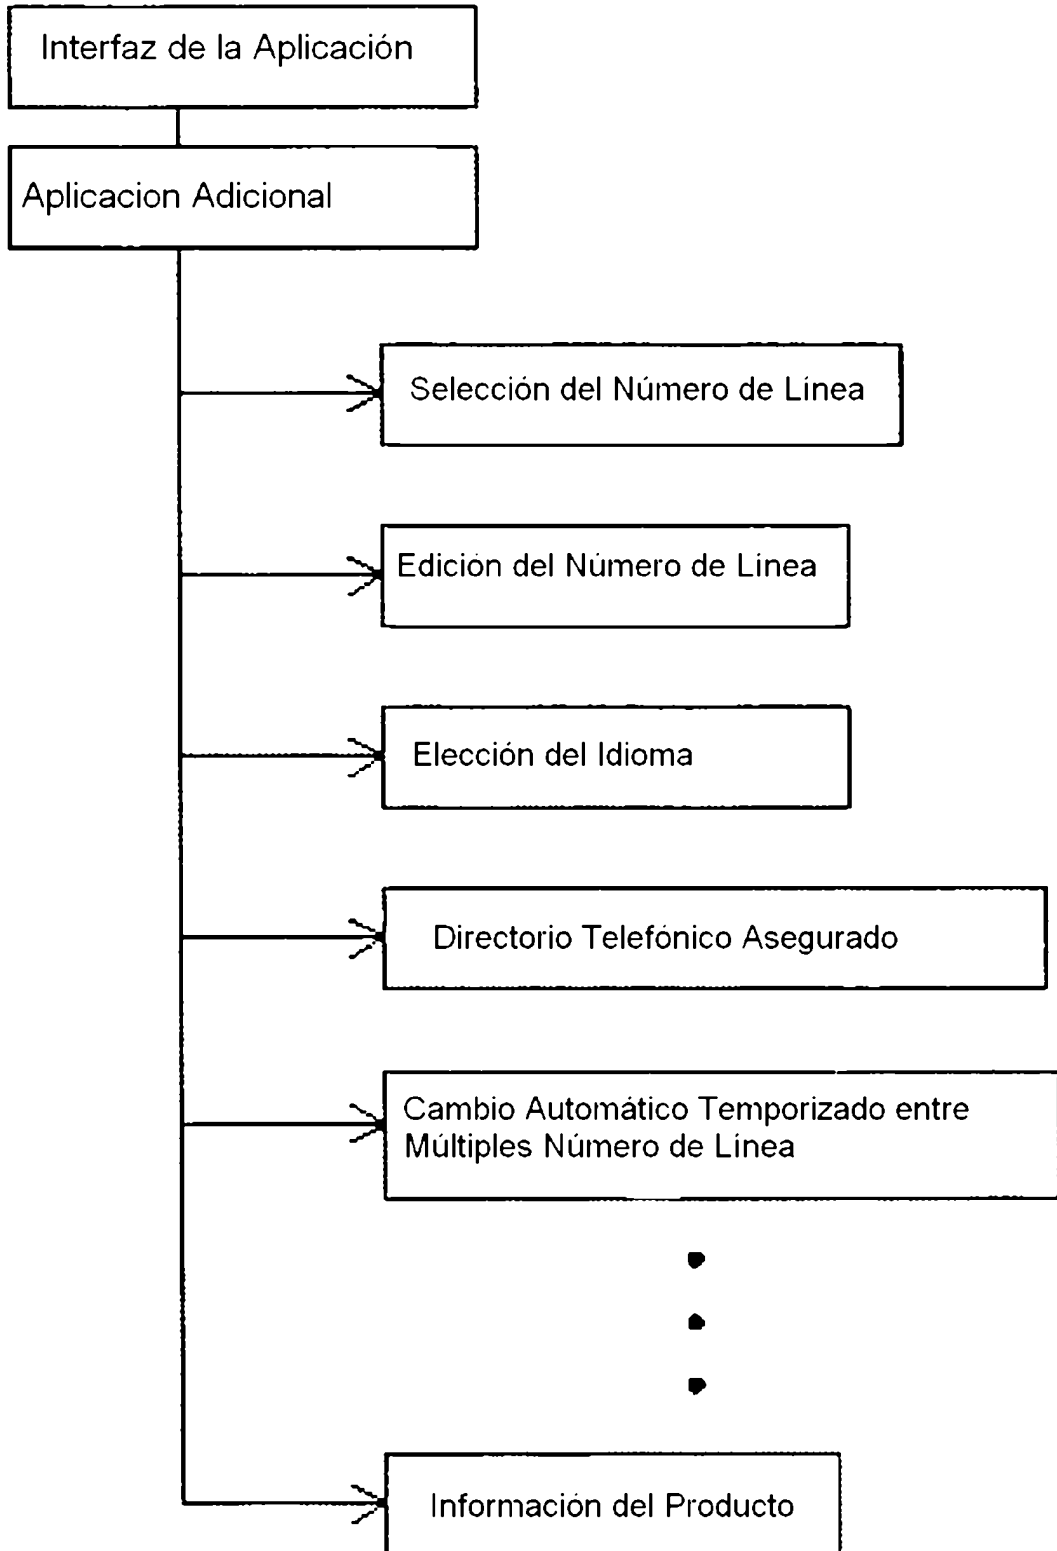 Interfaz de la Aplicación
Aplicacion Adicional
Selección del Número de Línea
Edición del Número de Línea
Elección del Idioma
Directorio Telefónico Asegurado
Cambio Automático Temporizado entre
Múltiples Número de Línea
Información del Producto